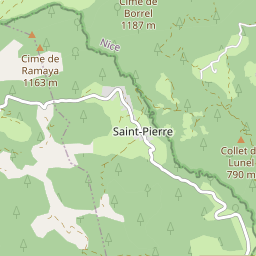 Cime de
Borrel
1187 m
Nice
Cime de
Ramaya
1163 m
Saint-Pierre
Collet d
Lunel
790 m